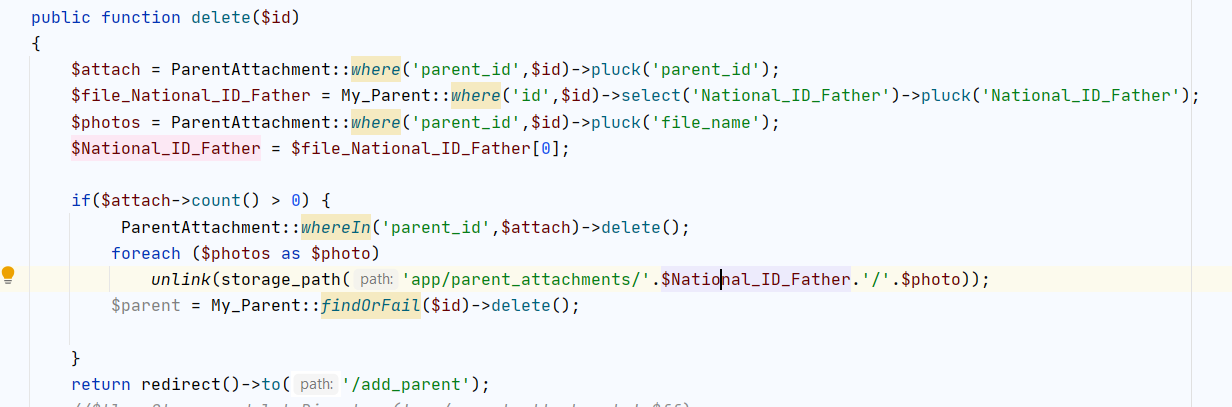 public function delete($id)
{
$attach = ParentAttachment::where('parent_id',$id)->pluck('parent_id');
$file_National_ID_Father = My_Parent::where('id',$id)->select('National_ID_Father')->pluck('National_ID_Father');
$photos = ParentAttachment::where('parent_id',$id)->pluck('file_name');
$National_ID_Father = $file_National_ID_Father[0];
if($attach->count() > 0) {
ParentAttachment::whereIn('parent_id',$attach)->delete();
foreach ($photos as $photo)
unlink(storage_path( path: 'app/parent_attachments/'.$National_ID_Father.'/'.$photo));
$parent = My_Parent::findOrFail($id)->delete();
}
return redirect()->to( path: '/add_parent');